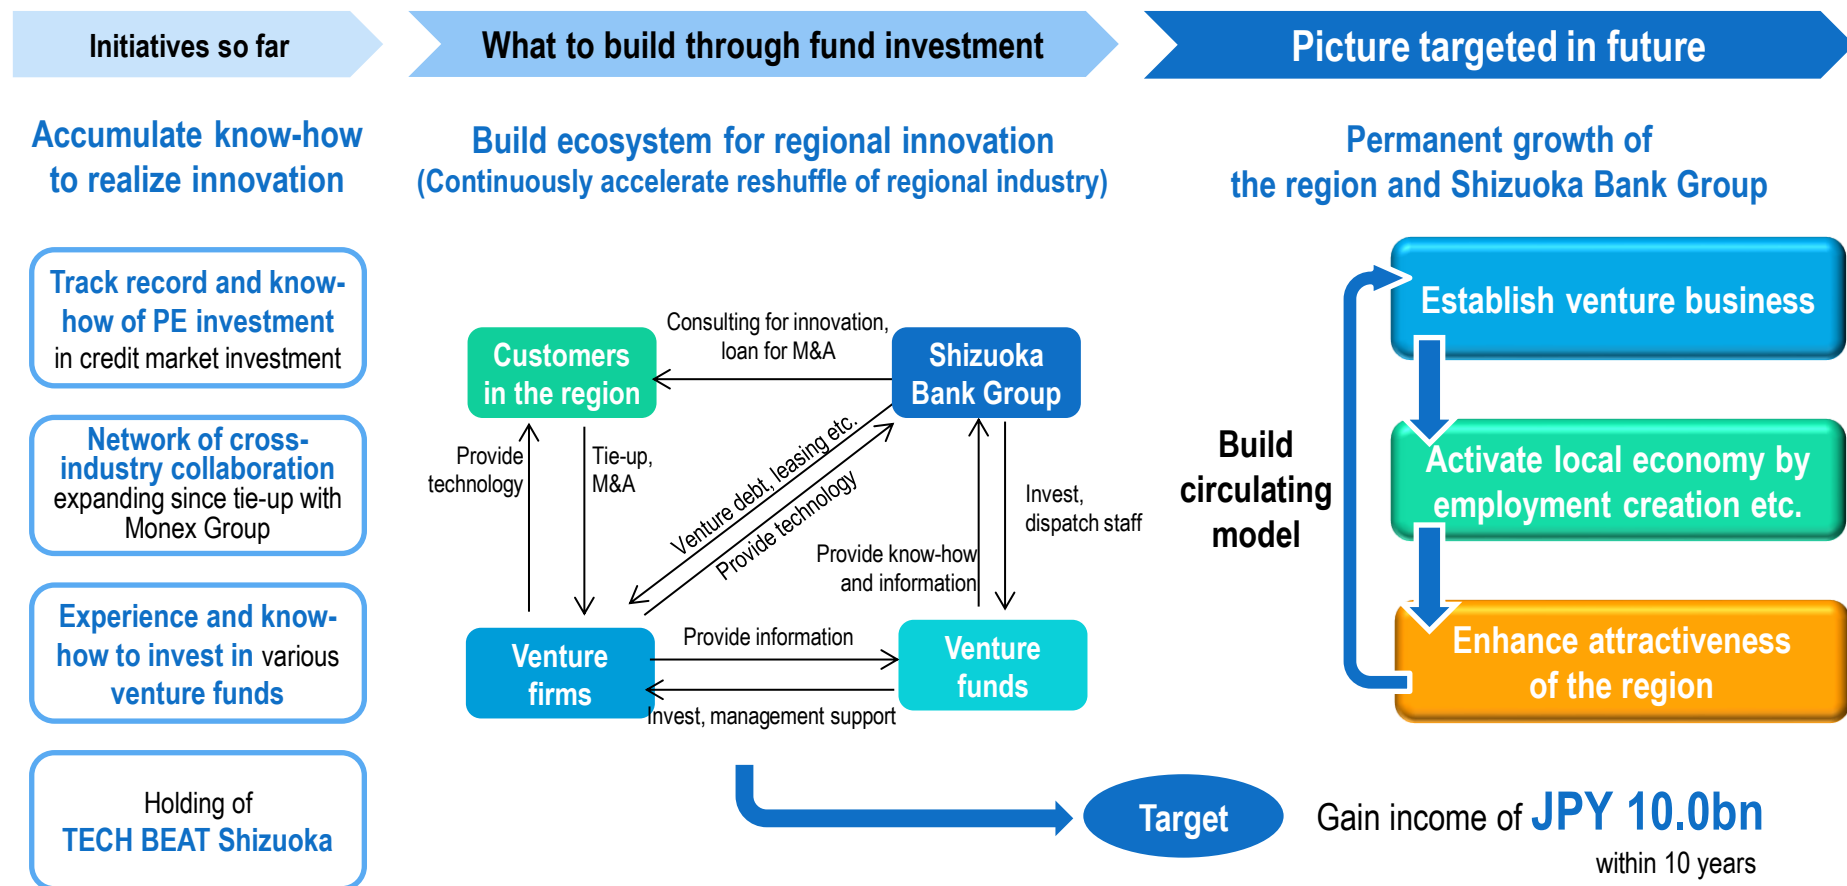 Initiatives so far
What to build through fund investment
Picture targeted in future
Accumulate know-how
to realize innovation
Track record and know-
how of PE investment
in credit market investment
Network of cross-
industry collaboration
expanding since tie-up with
Monex Group
Experience and know-
how to invest in various
venture funds
Holding of
TECH BEAT Shizuoka
Build ecosystem for regional innovation
(Continuously accelerate reshuffle of regional industry)
Customers
in the region
Consulting for innovation,
loan for M&A
Shizuoka
Bank Group
Provide
technology
Tie-up,
M&A
Venture debt, leasing etc.
Provide technology
Invest,
dispatch staff
Provide know-how
and information
Venture
firms
Provide information
Invest, management support
Venture
funds
Permanent growth of
the region and Shizuoka Bank Group
Build
circulating
model
Establish venture business
Activate local economy by
employment creation etc.
Enhance attractiveness
of the region
Target
Gain income of JPY 10.0bn
within 10 years